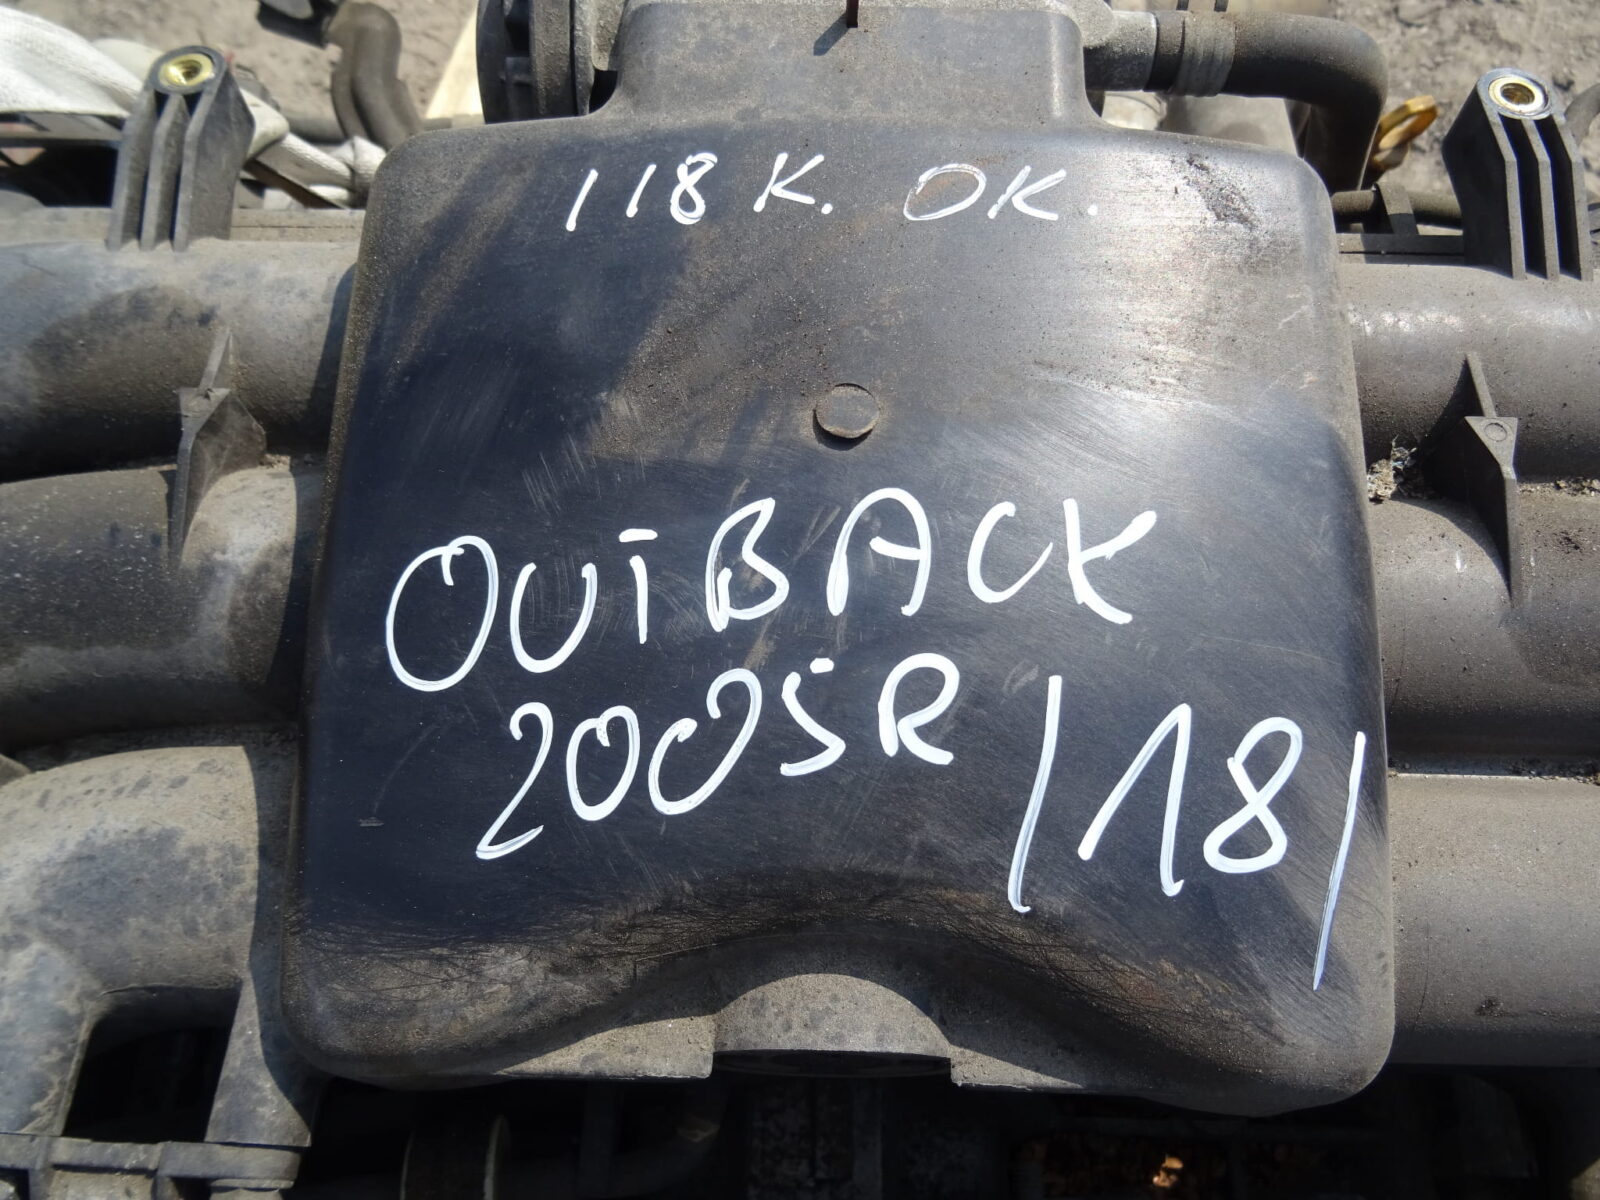 118 K. OK.
OUTBACK
2005R /18/